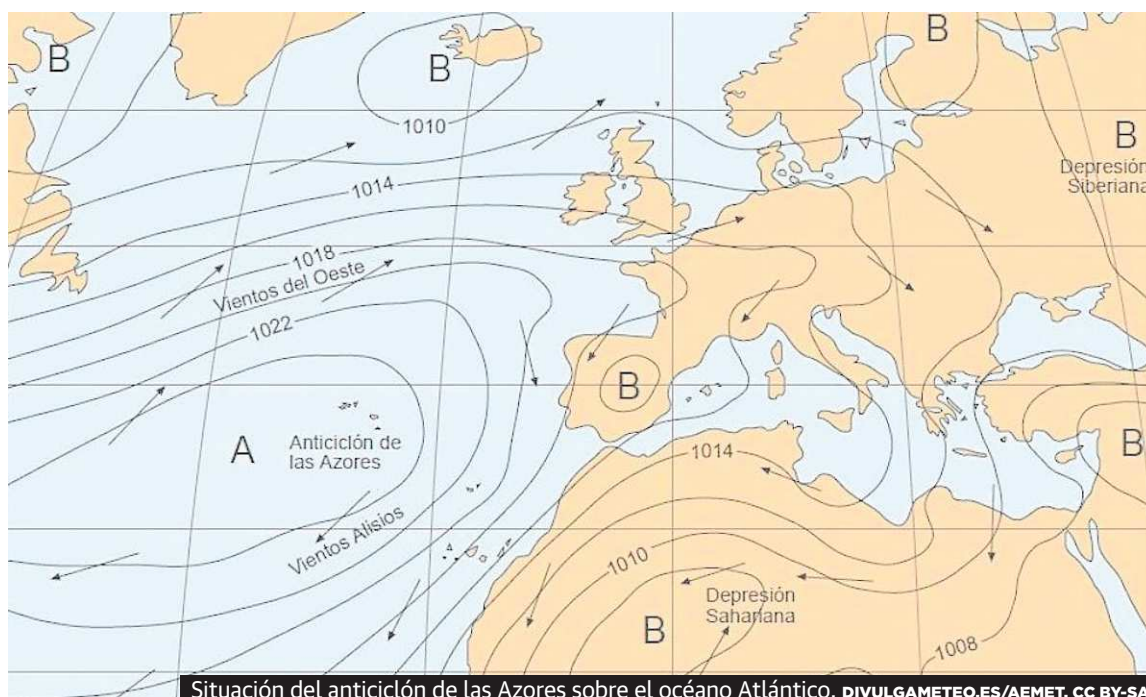 B
B
B
1010
B
Depresión
Siberiana
1014
1018
Vientos del Oeste
1022
B
A
Anticiclón de
las Azores
B
1014
Vientos Alisios
1010
Depresión
Sahariana
B
1008
Situación del anticiclón de las Azores sobre el océano Atlántico. DIVULGAMETEO.ES/AEMET, CC BY-SA